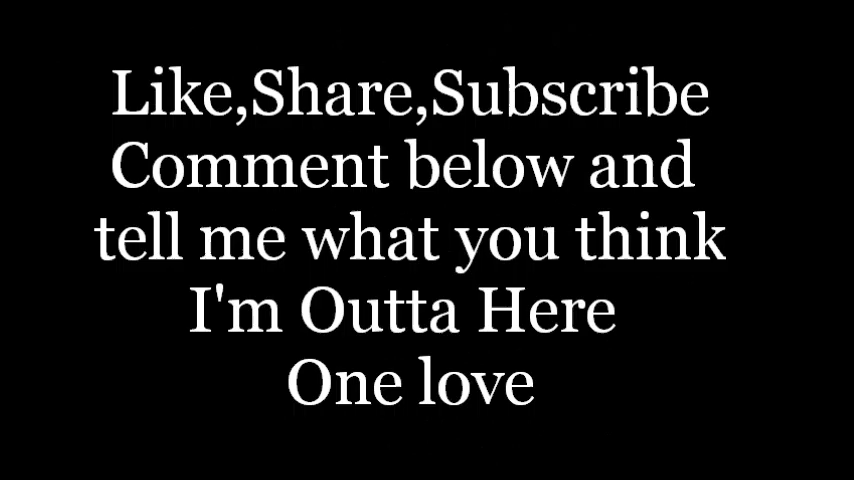 Like,Share,Subscribe
Comment below and
tell me what you think
I'm Outta Here
One love